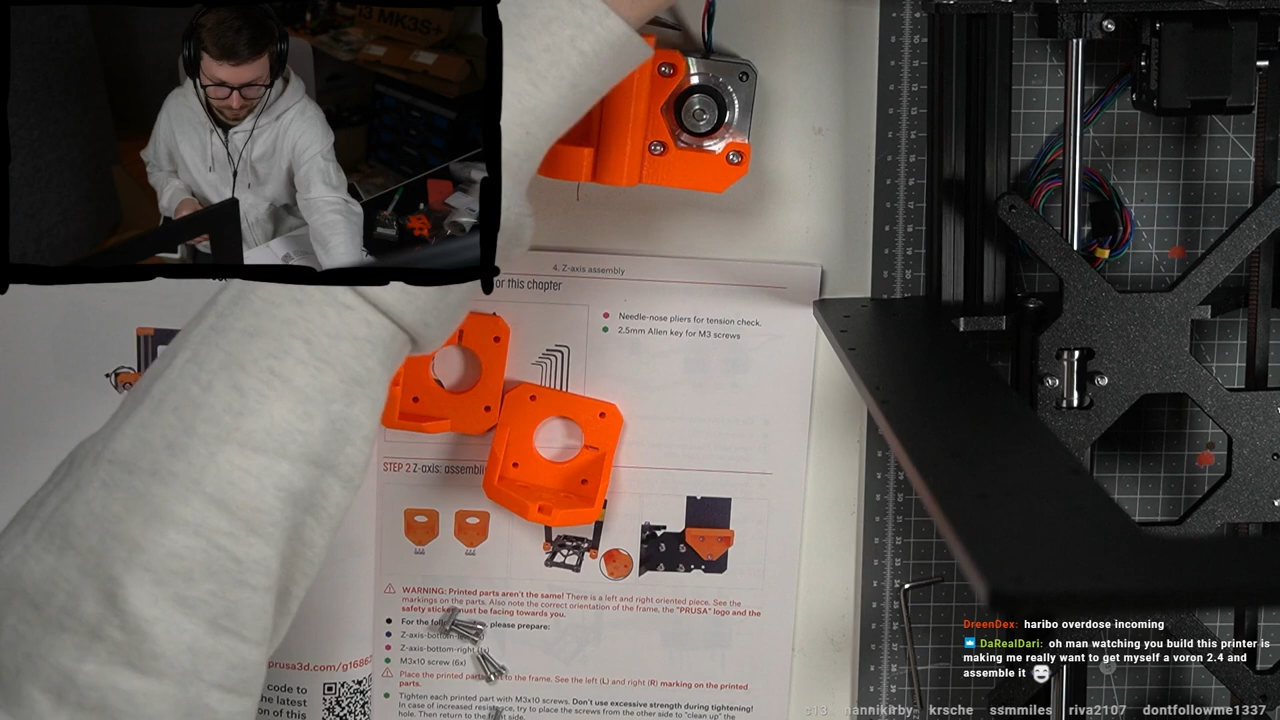 i3 MK3S+
4. Z-axis assembly
or this chapter
Needle-nose pliers for tension check.
2.5mm Allen key for M3 screws
STEP 2 Z-axis: assembli
WARNING: Printed parts aren't the same! There is a left and right oriented piece. See the
markings on the parts. Also note the correct orientation of the frame, the "PRUSA" logo and the
safety sticker must be facing towards you.
For the follo please prepare:
Z-axis-bottom-
Z-axis-bottom-right
M3x10 screw (6x)
Place the printed parts to the frame. See the left (L) and right (R) marking on the printed
parts.
Tighten each printed part with M3x10 screws. Don't use excessive strength during tightening!
In case of increased resistance, try to place the screws from the other side to "clean up" the
hole. Then return to the side.
prusa3d.com/g1686
code to
he latest
on of this
DreenDex: haribo overdose incoming
DaRealDari: oh man watching you build this printer is
making me really want to get myself a voron 2.4 and
assemble it
c13 nannikirby krsche ssmmiles riva2107 dontfollowme1337